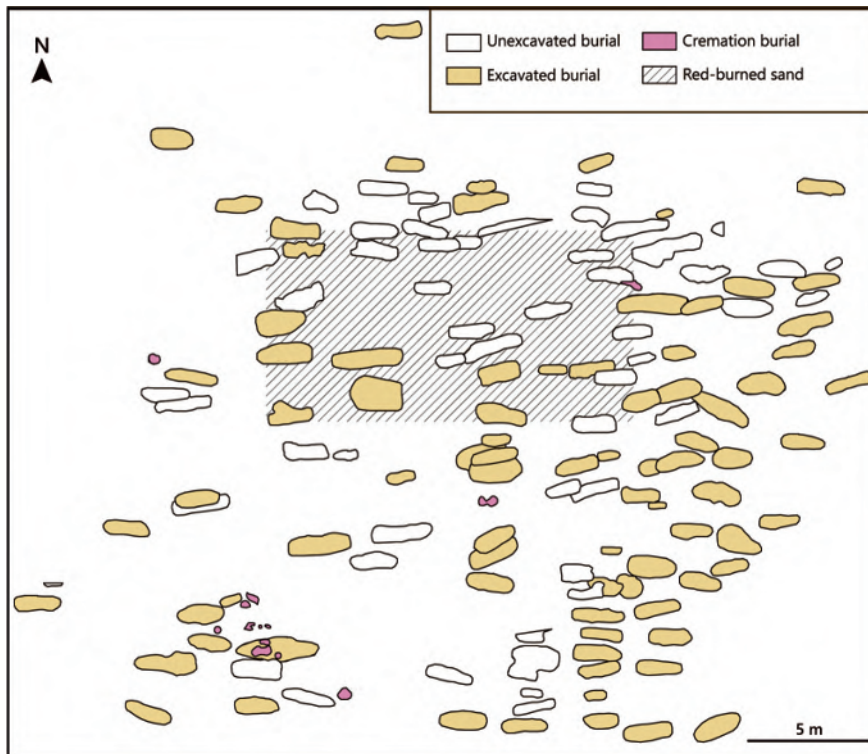 N
Unexcavated burial
Cremation burial
Excavated burial
Red-burned sand
5 m